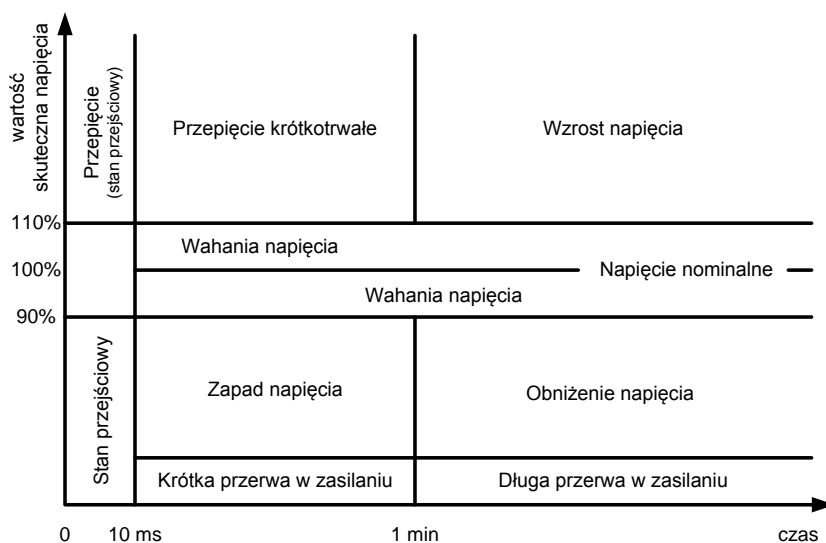 wartość
skuteczna napięcia
Przepięcie
(stan przejściowy)
Przepięcie krótkotrwałe
Wzrost napięcia
110%
Wahania napięcia
100%
Napięcie nominalne
Wahania napięcia
90%
Stan przejściowy
Zapad napięcia
Obniżenie napięcia
Krótka przerwa w zasilaniu
Długa przerwa w zasilaniu
0
10 ms
1 min
czas